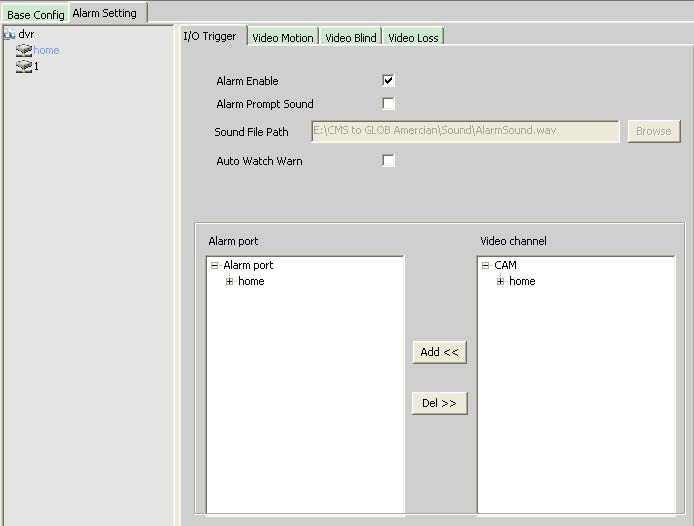 Base Config
Alarm Setting
dvr
home
1
I/O Trigger
Video Motion
Video Blind
Video Loss
Alarm Enable
Alarm Prompt Sound
Sound File Path
E:\CMS to GLOB Amercian\Sound\AlarmSound.wav
Browse
Auto Watch Warn
Alarm port
Video channel
Alarm port
home
CAM
home
Add <<
Del >>